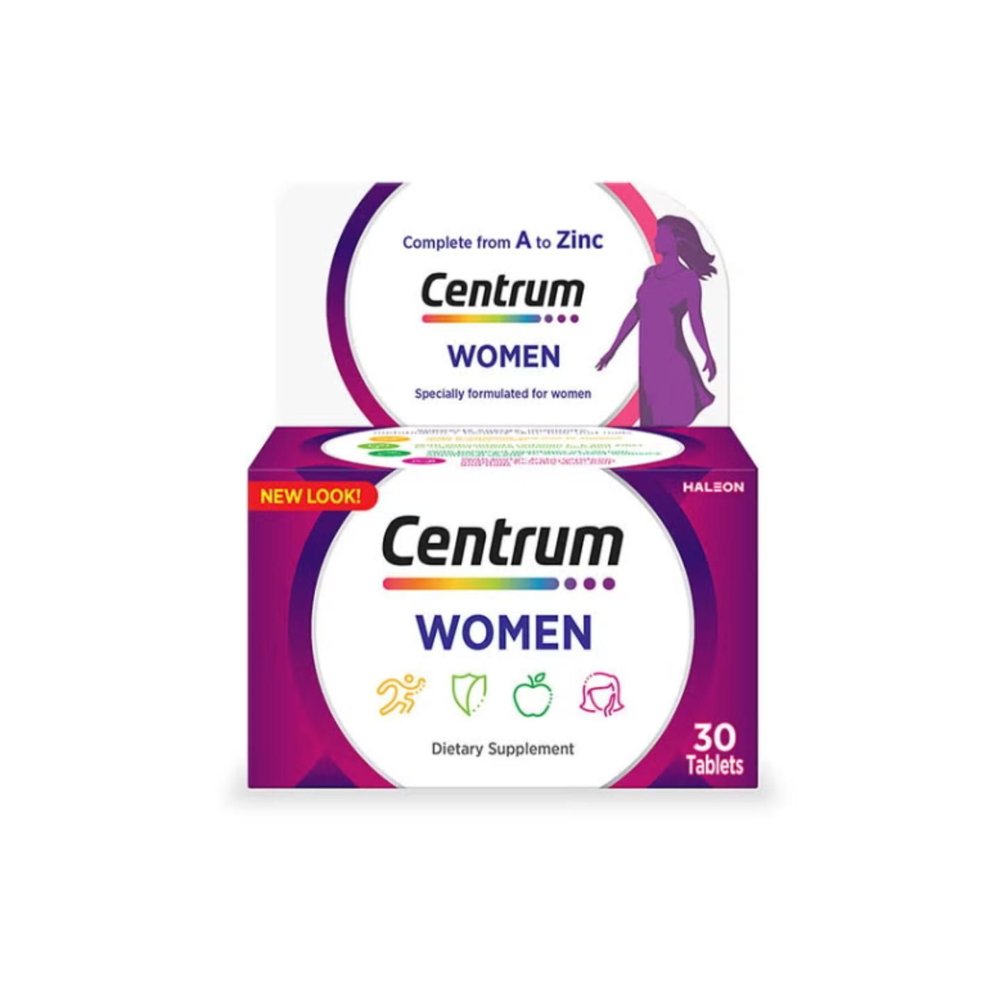 Complete from A to Zinc
Centrum
WOMEN
Specially formulated for women
NEW LOOK!
HALEON
Centrum
WOMEN
Dietary Supplement
30
Tablets